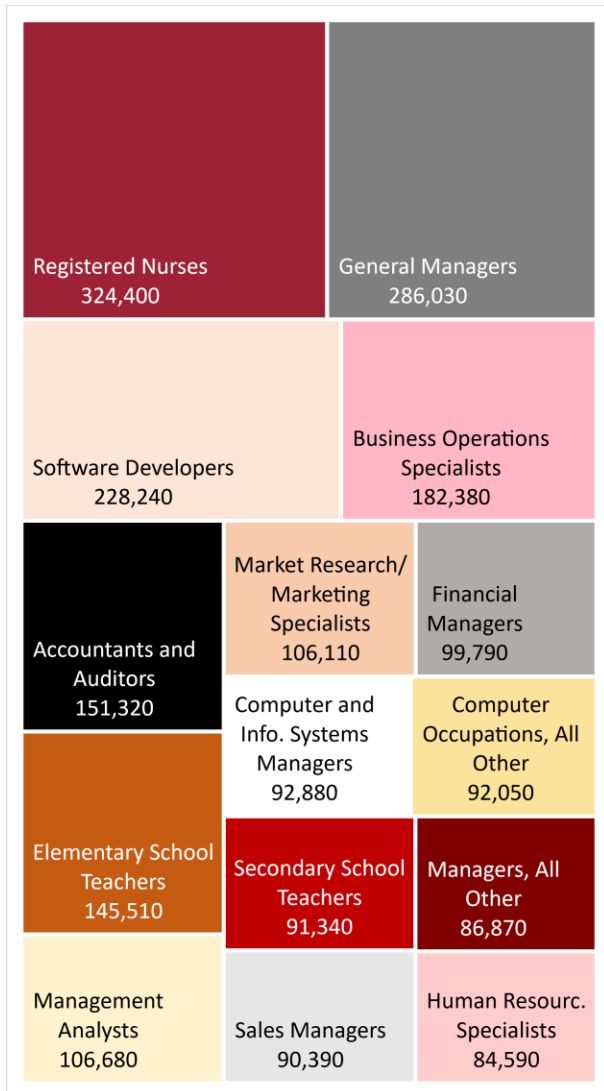 Registered Nurses
324,400
General Managers
286,030
Software Developers
228,240
Business Operations
Specialists
182,380
Accountants and
Auditors
151,320
Market Research/
Marketing
Specialists
106,110
Financial
Managers
99,790
Computer and
Info. Systems
Managers
92,880
Computer
Occupations, All
Other
92,050
Elementary School
Teachers
145,510
Secondary School
Teachers
91,340
Managers, All
Other
86,870
Management
Analysts
106,680
Sales Managers
90,390
Human Resourc.
Specialists
84,590